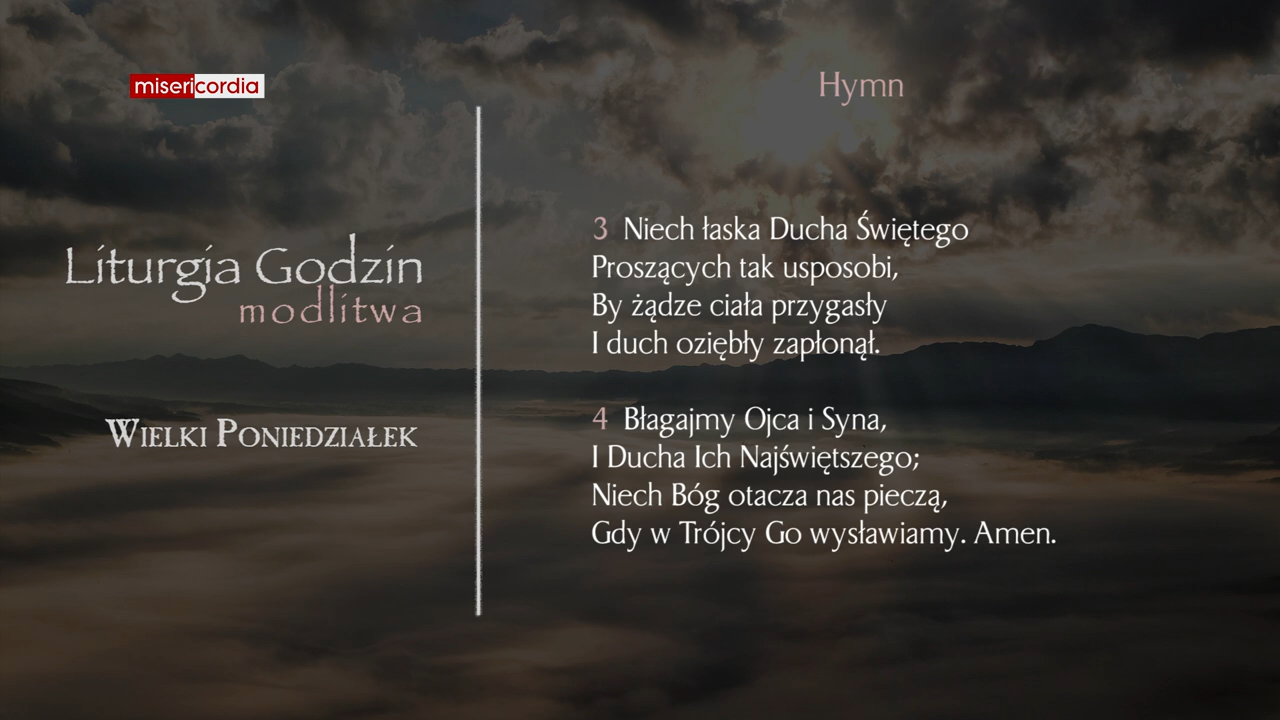 misericordia
Liturgia Godzin
modlitwa
Wielki Poniedziałek
Hymn
3 Niech łaska Ducha Świętego
Proszących tak usposobi,
By żądze ciała przygasły
I duch oziębły zapłonął.
4 Błagajmy Ojca i Syna,
I Ducha Ich Najświętszego;
Niech Bóg otacza nas pieczą,
Gdy w Trójcy Go wysławiamy. Amen.